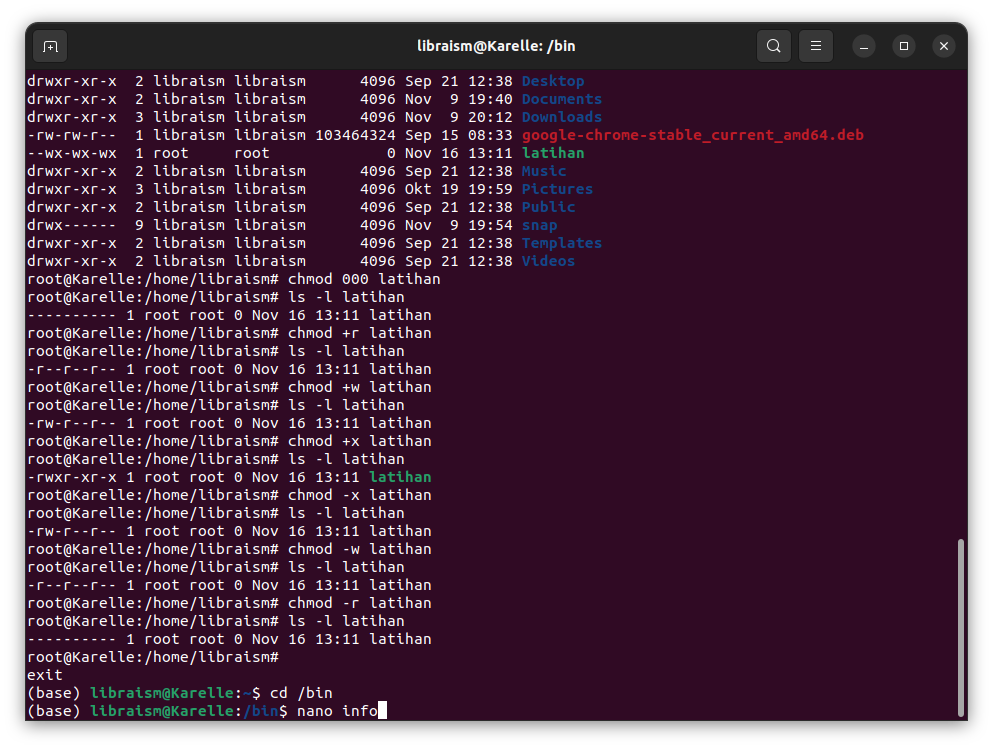 libraism@Karelle: /bin
drwxr-xr-x  2 libraism libraism      4096 Sep 21 12:38 Desktop
drwxr-xr-x  2 libraism libraism      4096 Nov  9 19:40 Documents
drwxr-xr-x  3 libraism libraism      4096 Nov  9 20:12 Downloads
-rw-rw-r--  1 libraism libraism 103464324 Sep 15 08:33 google-chrome-stable_current_amd64.deb
--wx-wx-wx  1 root     root             0 Nov 16 13:11 latihan
drwxr-xr-x  2 libraism libraism      4096 Sep 21 12:38 Music
drwxr-xr-x  3 libraism libraism      4096 Okt 19 19:59 Pictures
drwxr-xr-x  2 libraism libraism      4096 Sep 21 12:38 Public
drwx------  9 libraism libraism      4096 Nov  9 19:54 snap
drwxr-xr-x  2 libraism libraism      4096 Sep 21 12:38 Templates
drwxr-xr-x  2 libraism libraism      4096 Sep 21 12:38 Videos
root@Karelle:/home/libraism# chmod 000 latihan
root@Karelle:/home/libraism# ls -l latihan
---------- 1 root root 0 Nov 16 13:11 latihan
root@Karelle:/home/libraism# chmod +r latihan
root@Karelle:/home/libraism# ls -l latihan
-r--r--r-- 1 root root 0 Nov 16 13:11 latihan
root@Karelle:/home/libraism# chmod +w latihan
root@Karelle:/home/libraism# ls -l latihan
-rw-r--r-- 1 root root 0 Nov 16 13:11 latihan
root@Karelle:/home/libraism# chmod +x latihan
root@Karelle:/home/libraism# ls -l latihan
-rwxr-xr-x 1 root root 0 Nov 16 13:11 latihan
root@Karelle:/home/libraism# chmod -x latihan
root@Karelle:/home/libraism# ls -l latihan
-rw-r--r-- 1 root root 0 Nov 16 13:11 latihan
root@Karelle:/home/libraism# chmod -w latihan
root@Karelle:/home/libraism# ls -l latihan
-r--r--r-- 1 root root 0 Nov 16 13:11 latihan
root@Karelle:/home/libraism# chmod -r latihan
root@Karelle:/home/libraism# ls -l latihan
---------- 1 root root 0 Nov 16 13:11 latihan
root@Karelle:/home/libraism#
exit
(base) libraism@Karelle:~$ cd /bin
(base) libraism@Karelle:/bin$ nano info